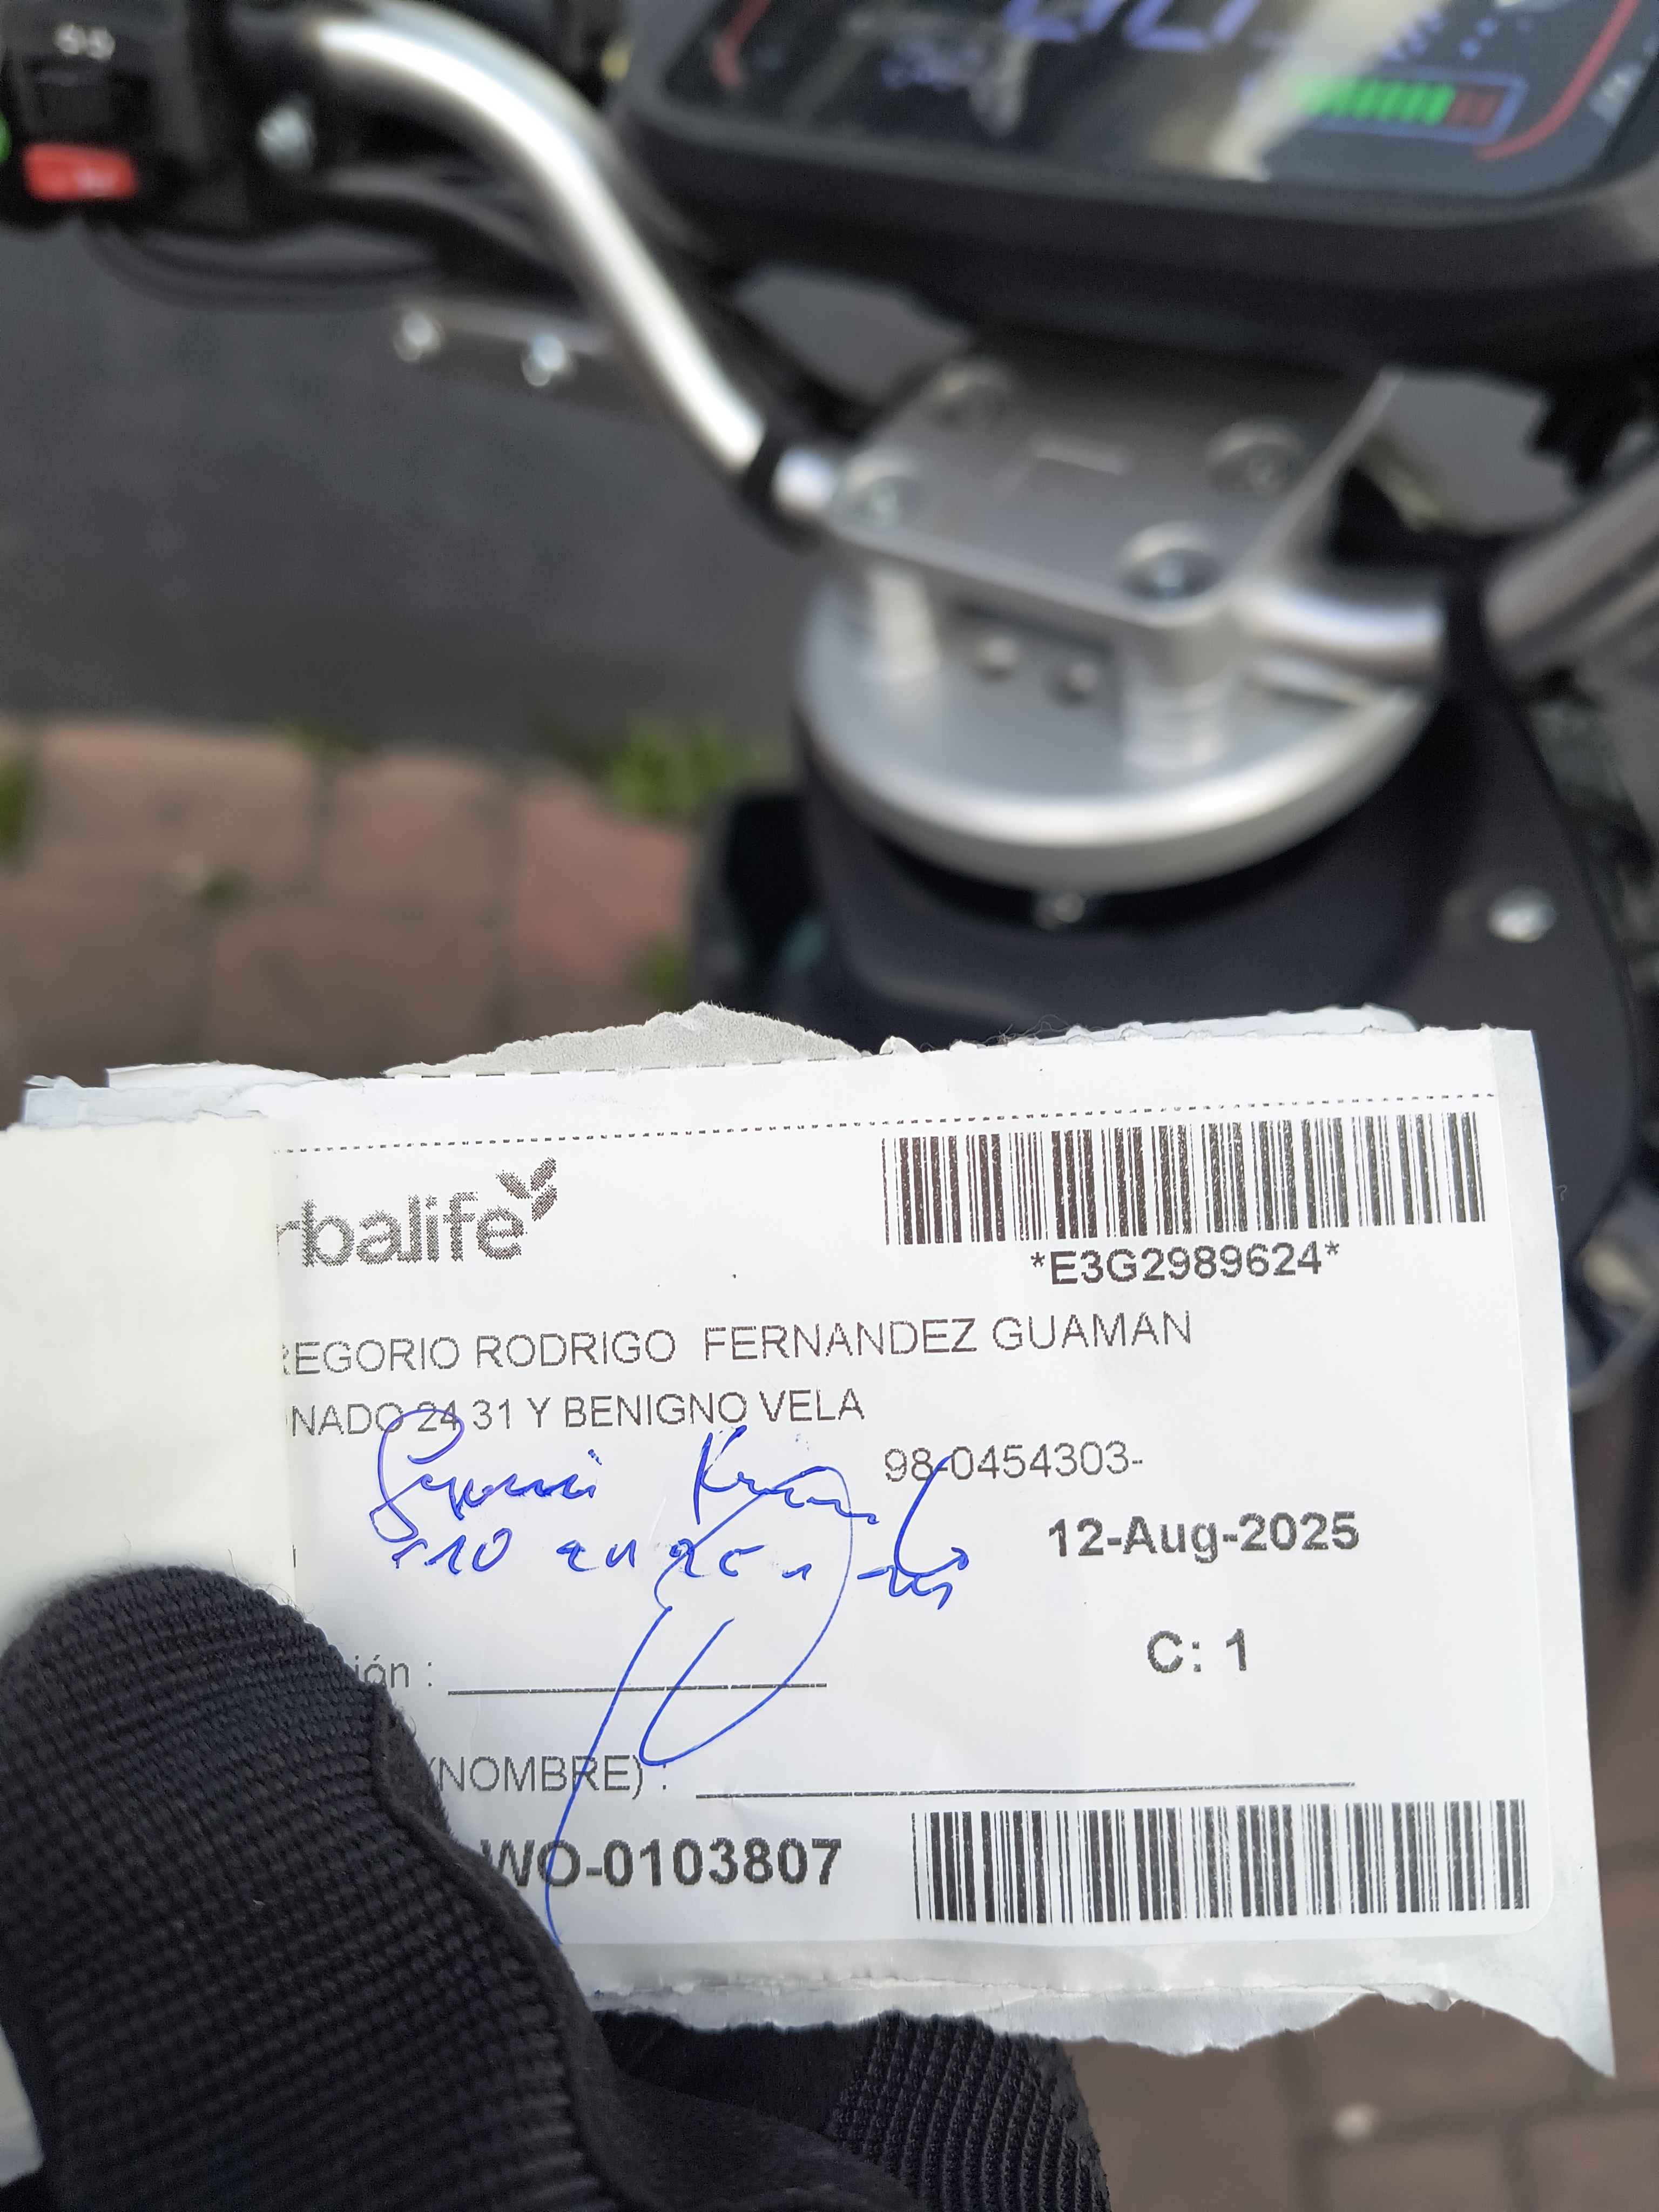 rbalife
*E3G2989624*
REGORIO RODRIGO FERNANDEZ GUAMAN
NADO 24 31 Y BENIGNO VELA
98-0454303-
12-Aug-2025
C: 1
ión :
(NOMBRE) :
WO-0103807